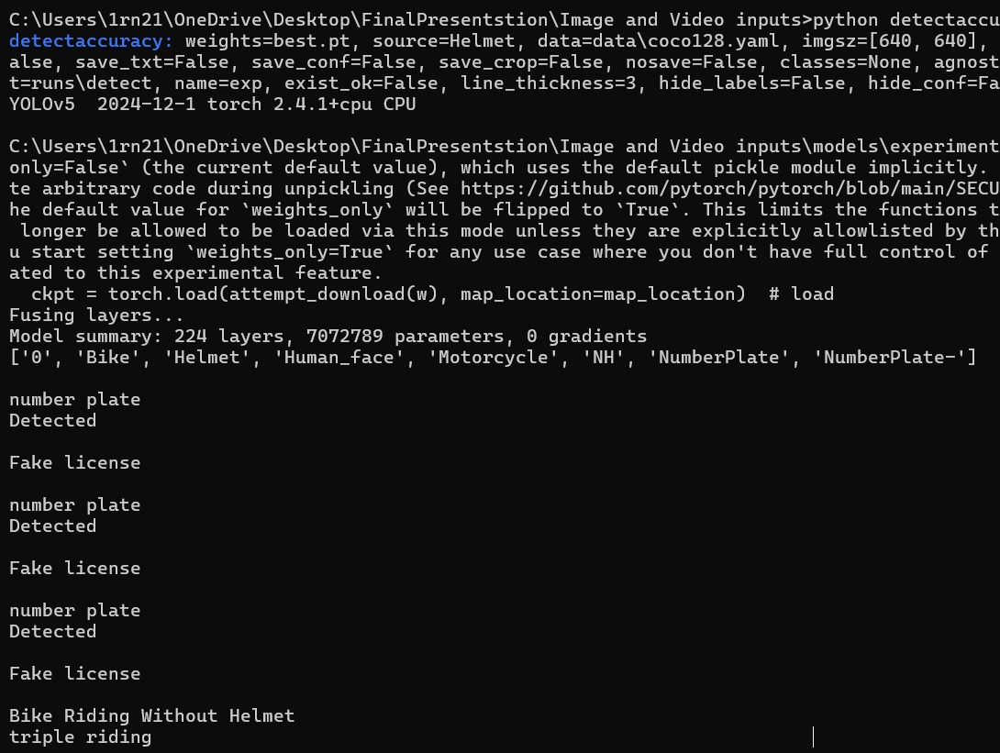 C:\Users\1rn21\OneDrive\Desktop\FinalPresentstion\Image and Video inputs>python detectaccu
detectaccuracy: weights=best.pt, source=Helmet, data=data\coco128.yaml, imgsz=[640, 640],
alse, save_txt=False, save_conf=False, save_crop=False, nosave=False, classes=None, agnost
t=runs\detect, name=exp, exist_ok=False, line_thickness=3, hide_labels=False, hide_conf=Fa
YOLOv5  2024-12-1 torch 2.4.1+cpu CPU
C:\Users\1rn21\OneDrive\Desktop\FinalPresentstion\Image and Video inputs\models\experiment
only=False` (the current default value), which uses the default pickle module implicitly.
te arbitrary code during unpickling (See https://github.com/pytorch/pytorch/blob/main/SECU
he default value for `weights_only` will be flipped to `True`. This limits the functions t
longer be allowed to be loaded via this mode unless they are explicitly allowlisted by th
u start setting `weights_only=True` for any use case where you don't have full control of
ated to this experimental feature.
ckpt = torch.load(attempt_download(w), map_location=map_location)  # load
Fusing layers...
Model summary: 224 layers, 7072789 parameters, 0 gradients
['0', 'Bike', 'Helmet', 'Human_face', 'Motorcycle', 'NH', 'NumberPlate', 'NumberPlate-']
number plate
Detected
Fake license
number plate
Detected
Fake license
number plate
Detected
Fake license
Bike Riding Without Helmet
triple riding